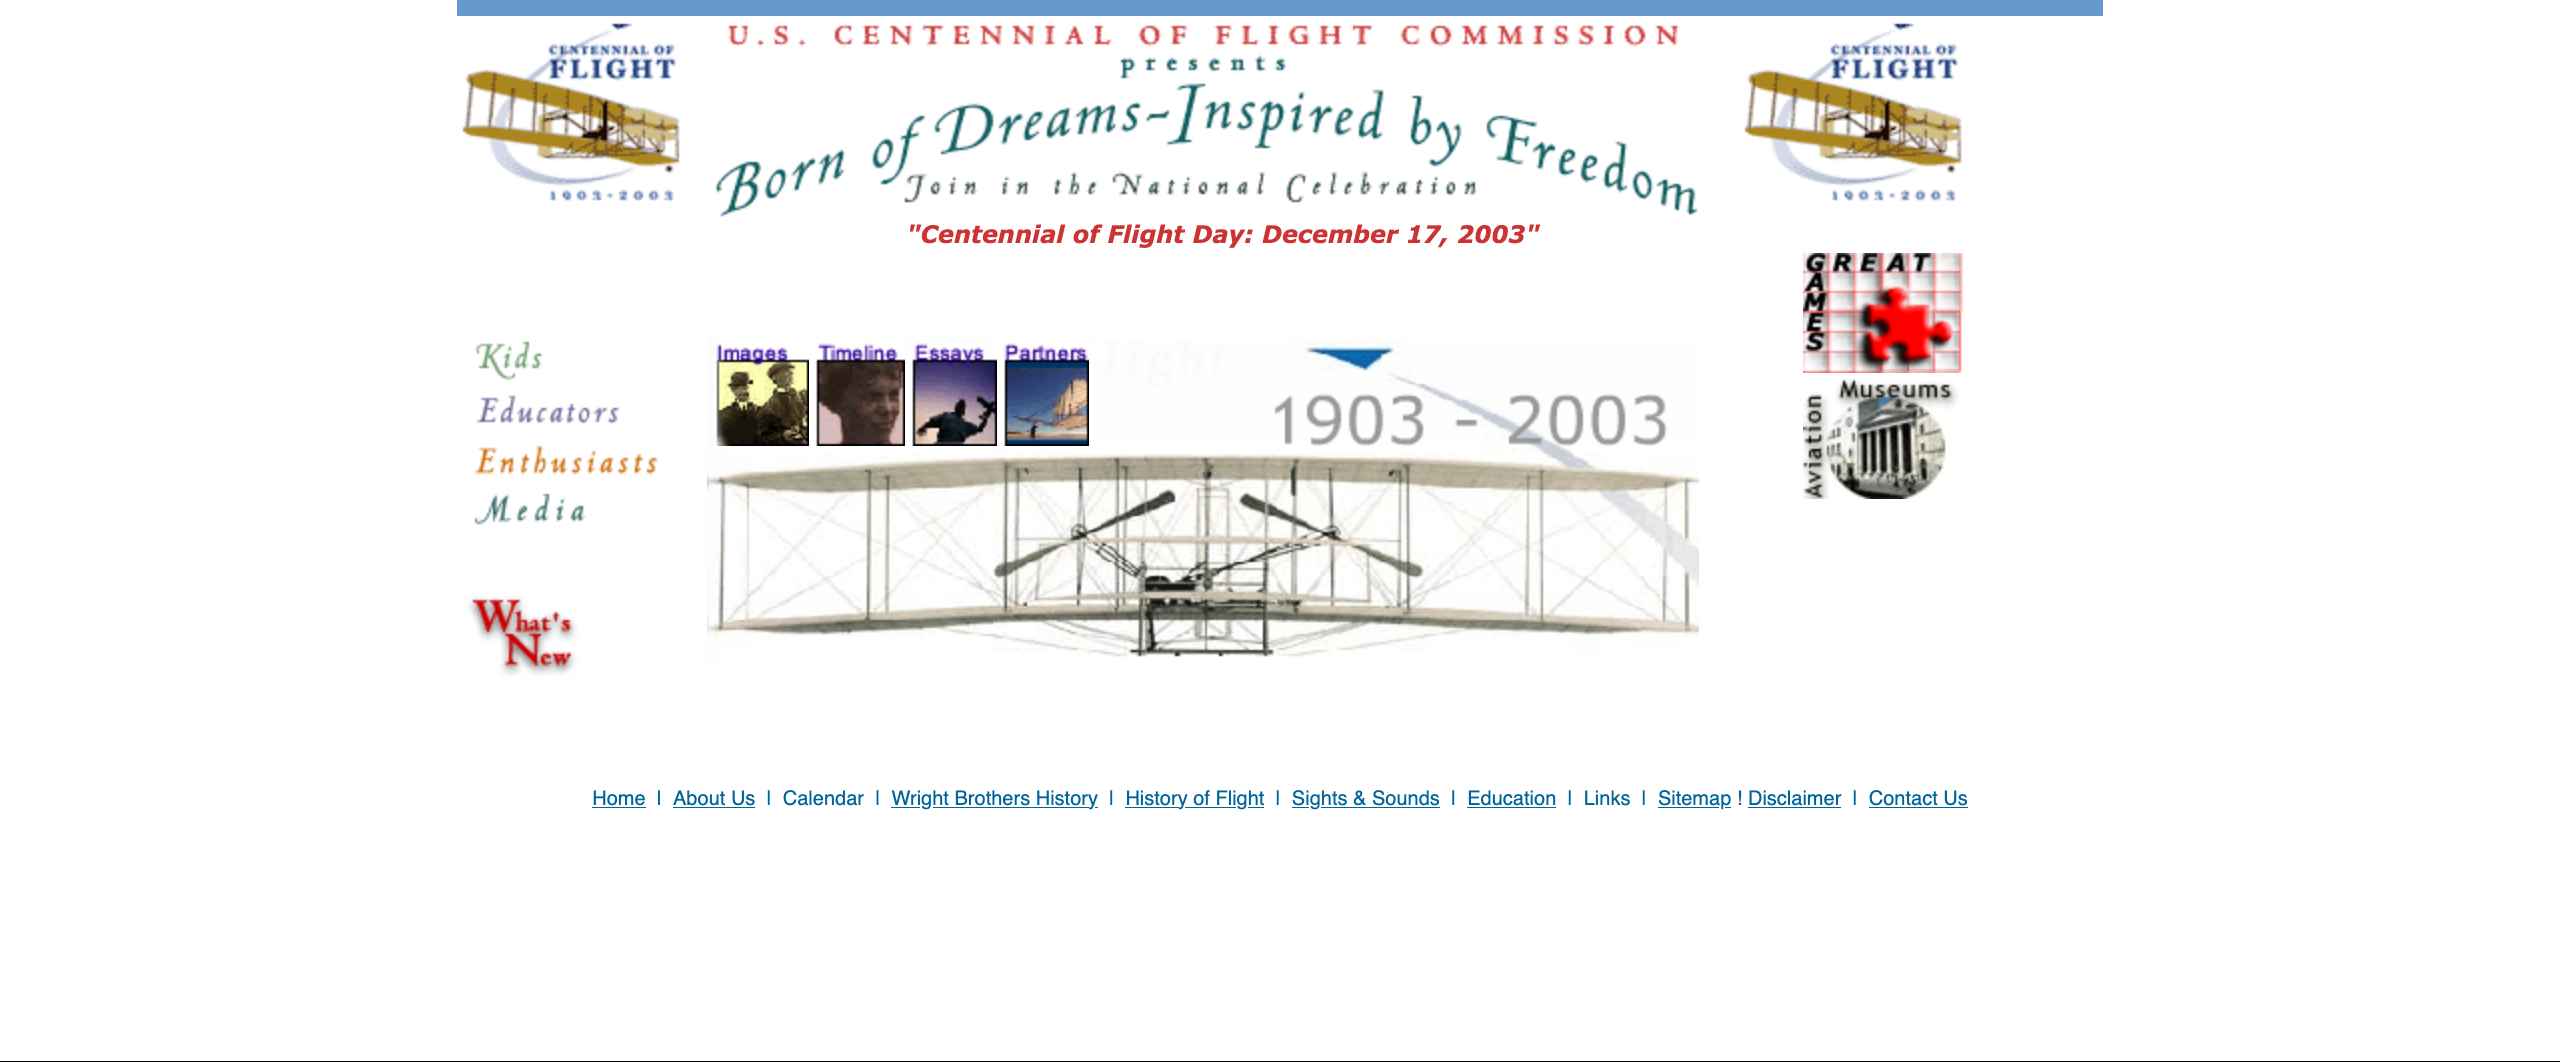 U.S. CENTENNIAL OF FLIGHT COMMISSION
presents
Born of Dreams-Inspired by Freedom
Join in the National Celebration
"Centennial of Flight Day: December 17, 2003"
CENTENNIAL OF
FLIGHT
1903-2003
CENTENNIAL OF
FLIGHT
1903-2003
Kids
Educators
Enthusiasts
Media
What's
New
Images Timeline Essays Partners
light
1903 - 2003
GREAT
GAMES
Museums
Aviation
Home | About Us | Calendar | Wright Brothers History | History of Flight | Sights & Sounds | Education | Links | Sitemap ! Disclaimer | Contact Us